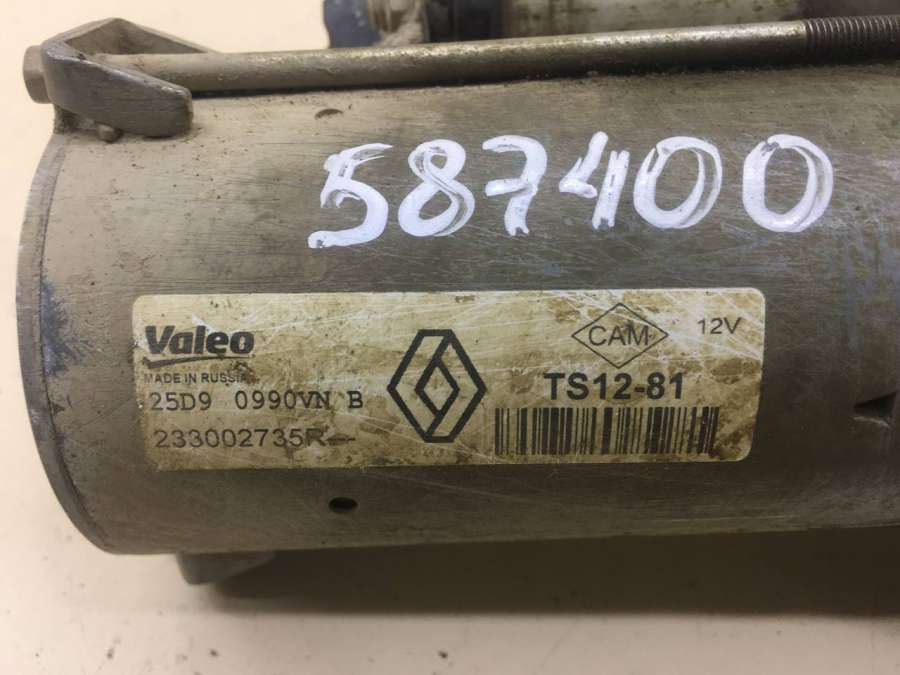 587400
Valeo
MADE IN RUSSIA
25D9 0990VN B
233002735R--
CAM
12V
TS12-81